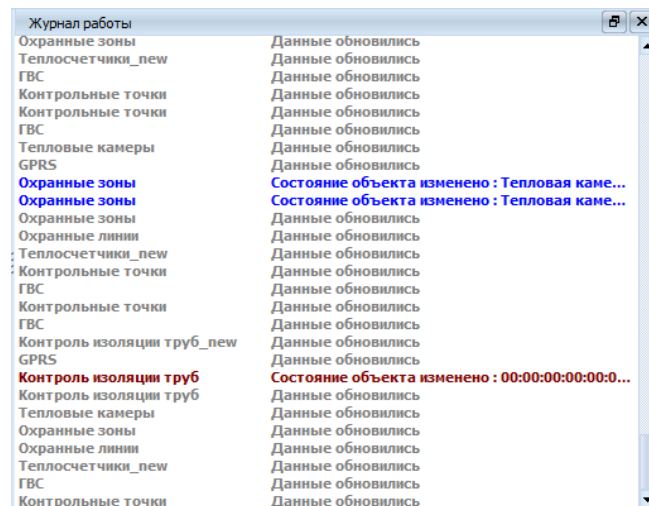 Журнал работы
Охранные зоны Данные обновились
Теплосчетчики_new Данные обновились
ГВС Данные обновились
Контрольные точки Данные обновились
Контрольные точки Данные обновились
ГВС Данные обновились
Тепловые камеры Данные обновились
GPRS Данные обновились
Охранные зоны Состояние объекта изменено : Тепловая каме...
Охранные зоны Состояние объекта изменено : Тепловая каме...
Охранные зоны Данные обновились
Охранные линии Данные обновились
Теплосчетчики_new Данные обновились
Контрольные точки Данные обновились
ГВС Данные обновились
Контрольные точки Данные обновились
ГВС Данные обновились
Контроль изоляции труб_new Данные обновились
GPRS Данные обновились
Контроль изоляции труб Состояние объекта изменено : 00:00:00:00:00:0...
Контроль изоляции труб Данные обновились
Тепловые камеры Данные обновились
Охранные зоны Данные обновились
Охранные линии Данные обновились
Теплосчетчики_new Данные обновились
ГВС Данные обновились
Контрольные точки Данные обновились